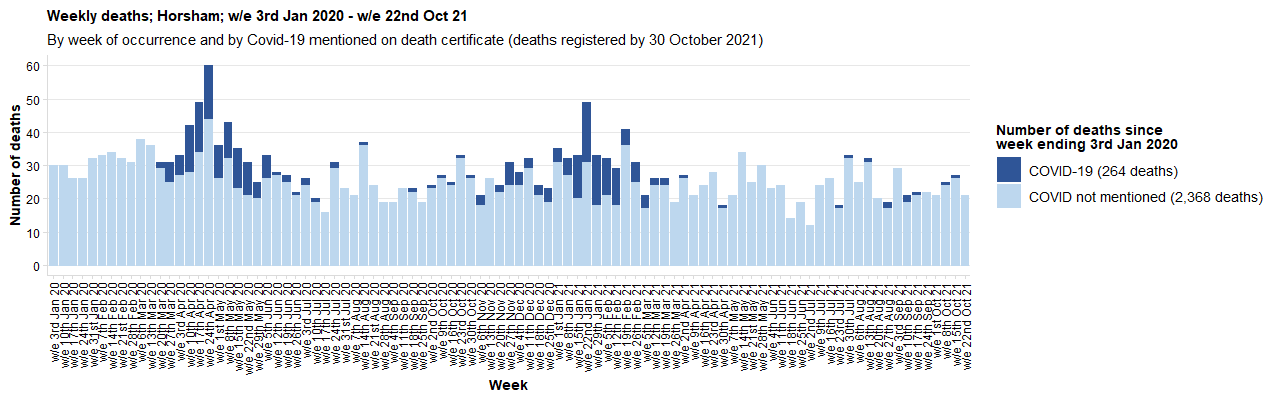 Weekly deaths; Horsham; w/e 3rd Jan 2020 - w/e 22nd Oct 21
By week of occurrence and by Covid-19 mentioned on death certificate (deaths registered by 30 October 2021)
Number of deaths
60
50
40
30
20
10
0
w/e 3rd Jan 20
w/e 10th Jan 20
w/e 17th Jan 20
w/e 24th Jan 20
w/e 31st Jan 20
w/e 7th Feb 20
w/e 14th Feb 20
w/e 21st Feb 20
w/e 28th Feb 20
w/e 6th Mar 20
w/e 13th Mar 20
w/e 20th Mar 20
w/e 27th Mar 20
w/e 3rd Apr 20
w/e 10th Apr 20
w/e 17th Apr 20
w/e 24th Apr 20
w/e 1st May 20
w/e 8th May 20
w/e 15th May 20
w/e 22nd May 20
w/e 29th May 20
w/e 5th Jun 20
w/e 12th Jun 20
w/e 19th Jun 20
w/e 26th Jun 20
w/e 3rd Jul 20
w/e 10th Jul 20
w/e 17th Jul 20
w/e 24th Jul 20
w/e 31st Jul 20
w/e 7th Aug 20
w/e 14th Aug 20
w/e 21st Aug 20
w/e 28th Aug 20
w/e 4th Sep 20
w/e 11th Sep 20
w/e 18th Sep 20
w/e 25th Sep 20
w/e 2nd Oct 20
w/e 9th Oct 20
w/e 16th Oct 20
w/e 23rd Oct 20
w/e 30th Oct 20
w/e 6th Nov 20
w/e 13th Nov 20
w/e 20th Nov 20
w/e 27th Nov 20
w/e 4th Dec 20
w/e 11th Dec 20
w/e 18th Dec 20
w/e 25th Dec 20
w/e 1st Jan 21
w/e 8th Jan 21
w/e 15th Jan 21
w/e 22nd Jan 21
w/e 29th Jan 21
w/e 5th Feb 21
w/e 12th Feb 21
w/e 19th Feb 21
w/e 26th Feb 21
w/e 5th Mar 21
w/e 12th Mar 21
w/e 19th Mar 21
w/e 26th Mar 21
w/e 2nd Apr 21
w/e 9th Apr 21
w/e 16th Apr 21
w/e 23rd Apr 21
w/e 30th Apr 21
w/e 7th May 21
w/e 14th May 21
w/e 21st May 21
w/e 28th May 21
w/e 4th Jun 21
w/e 11th Jun 21
w/e 18th Jun 21
w/e 25th Jun 21
w/e 2nd Jul 21
w/e 9th Jul 21
w/e 16th Jul 21
w/e 23rd Jul 21
w/e 30th Jul 21
w/e 6th Aug 21
w/e 13th Aug 21
w/e 20th Aug 21
w/e 27th Aug 21
w/e 3rd Sep 21
w/e 10th Sep 21
w/e 17th Sep 21
w/e 24th Sep 21
w/e 1st Oct 21
w/e 8th Oct 21
w/e 15th Oct 21
w/e 22nd Oct 21
Week
Number of deaths since
week ending 3rd Jan 2020
COVID-19 (264 deaths)
COVID not mentioned (2,368 deaths)